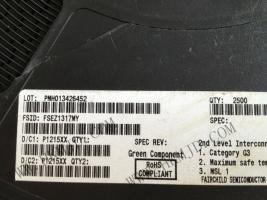 LOT: PMH013426452
QTY: 2500
FSID: FSEZ1317MY
D/C1: P1215XX QTY1:
SPEC REV:
2nd Level Interconn
Green Component
1. Category G3
RoHS
COMPLIANT
2. Maximum safe tem
D/C2: P1215XX QTY2:
3. MSL 1
FAIRCHILD SEMICONDUCTOR